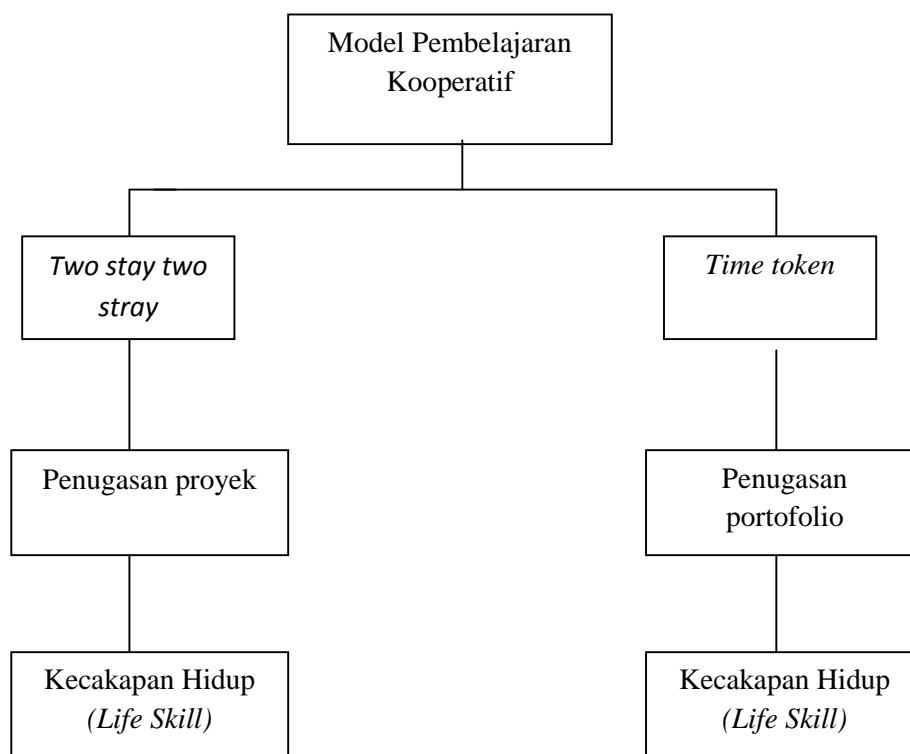 Model Pembelajaran
Kooperatif
Two stay two
stray
Time token
Penugasan proyek
Penugasan
portofolio
Kecakapan Hidup
(Life Skill)
Kecakapan Hidup
(Life Skill)